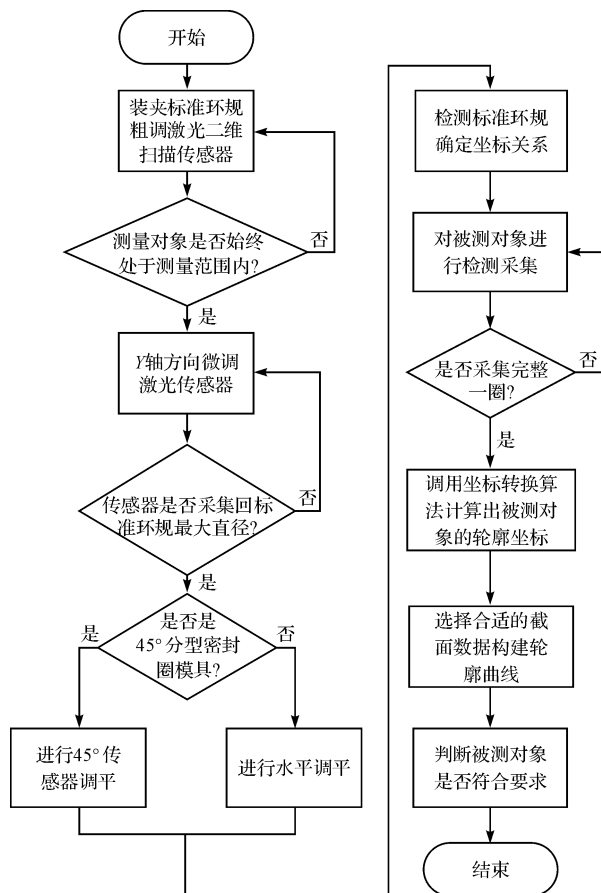 开始
装夹标准环规
粗调激光二维
扫描传感器
测量对象是否始终
处于测量范围内?
否
是
Y轴方向微调
激光传感器
传感器是否采集回标
准环规最大直径?
否
是
是否是
45°分型密封
圈模具?
是
否
进行45°传
感器调平
进行水平调平
检测标准环规
确定坐标关系
对被测对象进
行检测采集
是否采集完整
一圈?
否
是
调用坐标转换算
法计算出被测对
象的轮廓坐标
选择合适的截
面数据构建轮
廓曲线
判断被测对象
是否符合要求
结束